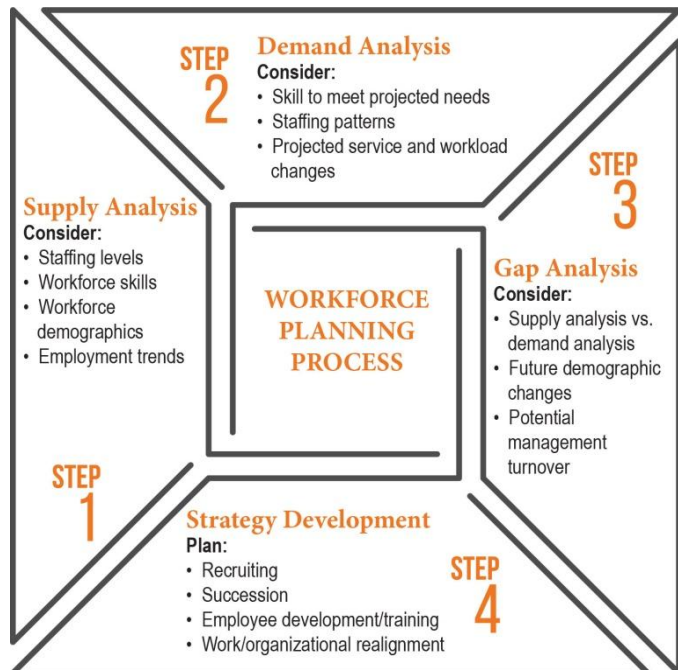 STEP
1
Supply Analysis
Consider:
• Staffing levels
• Workforce skills
• Workforce
demographics
• Employment trends
STEP
2
Demand Analysis
Consider:
• Skill to meet projected needs
• Staffing patterns
• Projected service and workload
changes
STEP
3
Gap Analysis
Consider:
• Supply analysis vs.
demand analysis
• Future demographic
changes
• Potential
management
turnover
STEP
4
Strategy Development
Plan:
• Recruiting
• Succession
• Employee development/training
• Work/organizational realignment
WORKFORCE
PLANNING
PROCESS